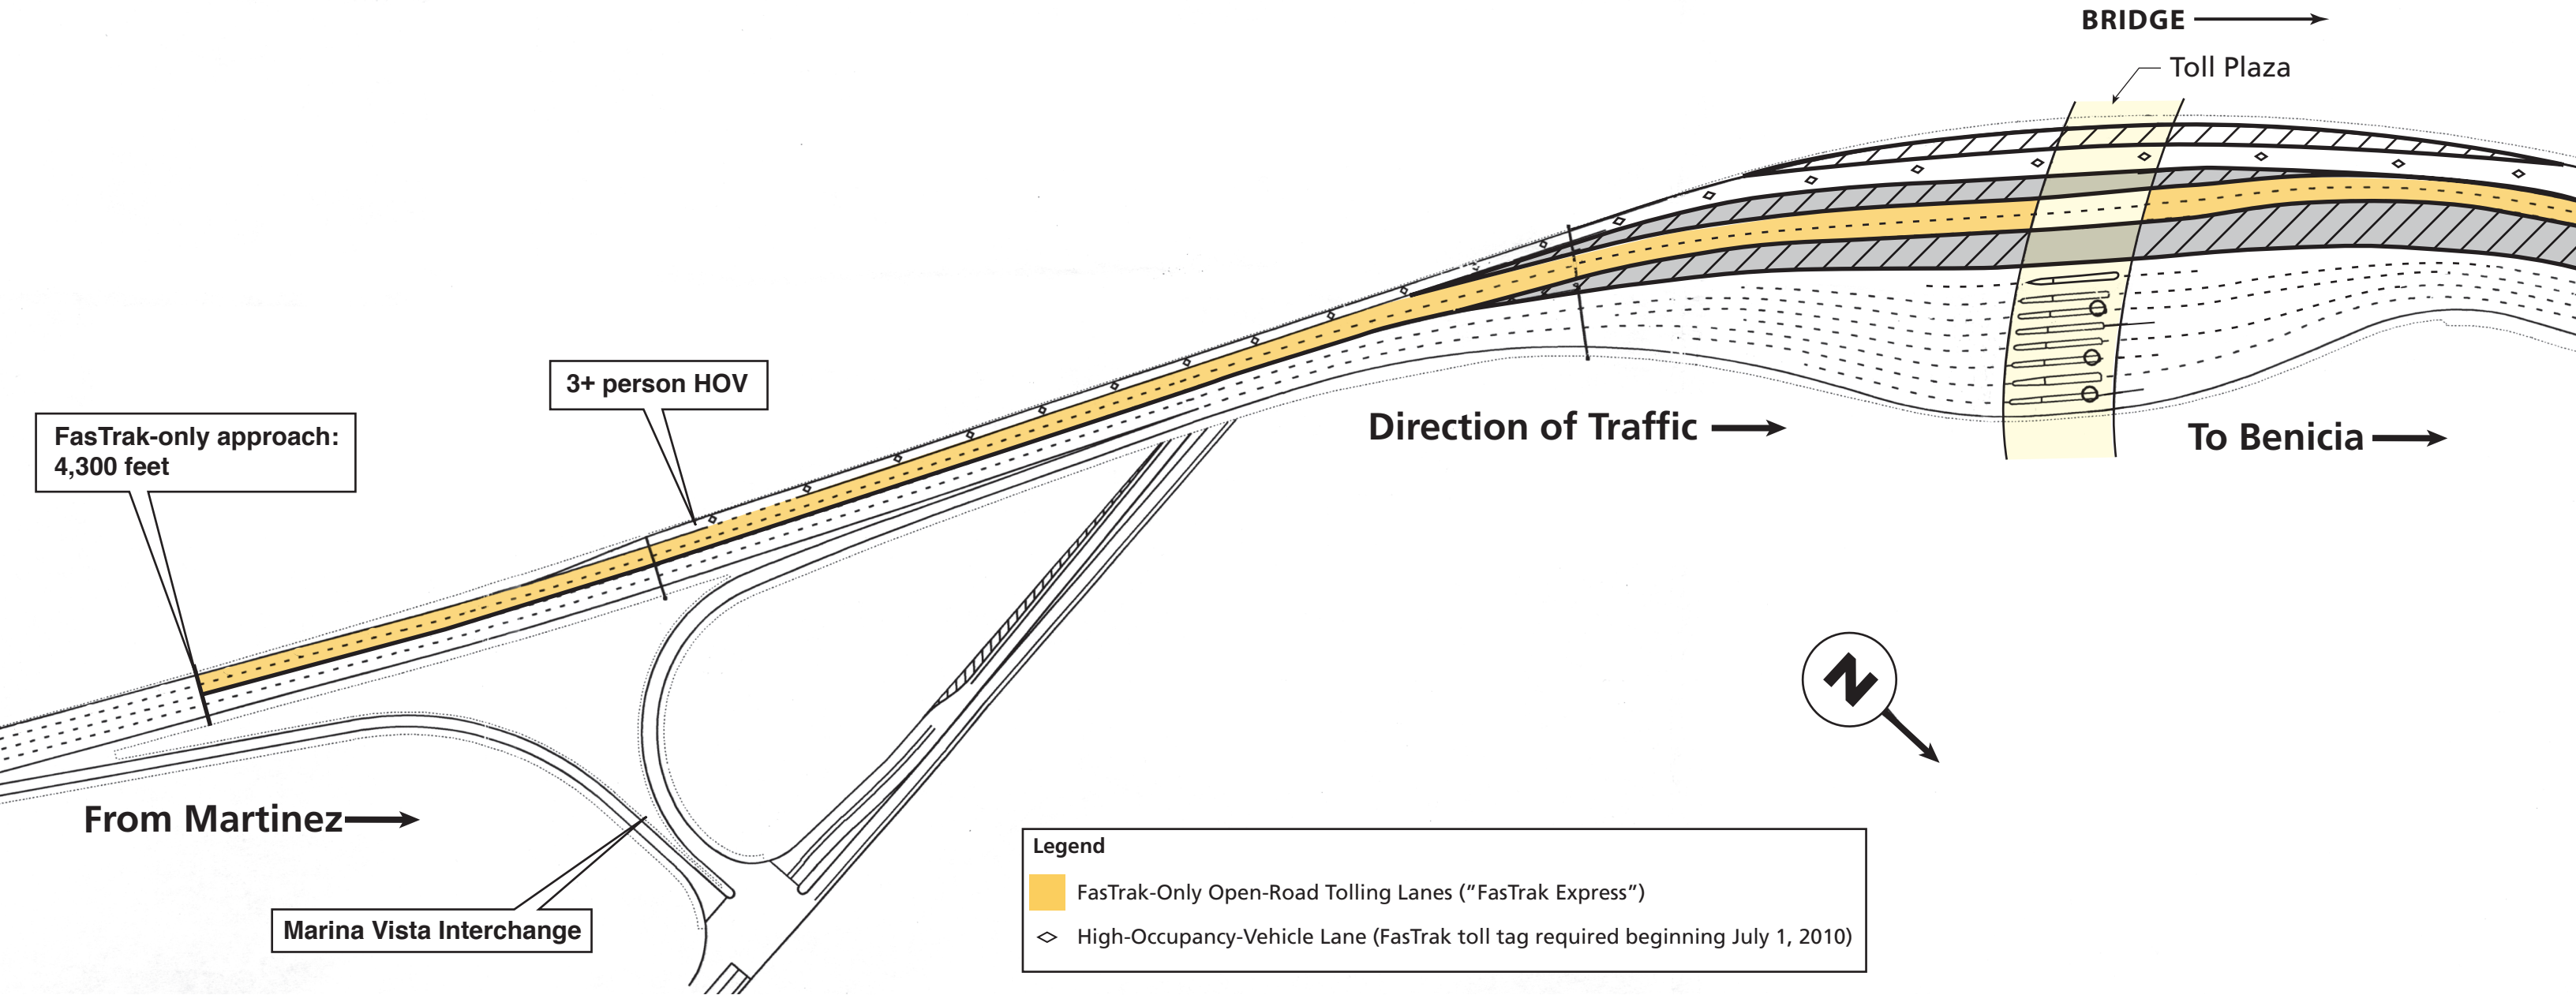 BRIDGE
Toll Plaza
3+ person HOV
FasTrak-only approach:
4,300 feet
Direction of Traffic
To Benicia
N
From Martinez
Marina Vista Interchange
Legend
FasTrak-Only Open-Road Tolling Lanes (”FasTrak Express”)
High-Occupancy-Vehicle Lane (FasTrak toll tag required beginning July 1, 2010)